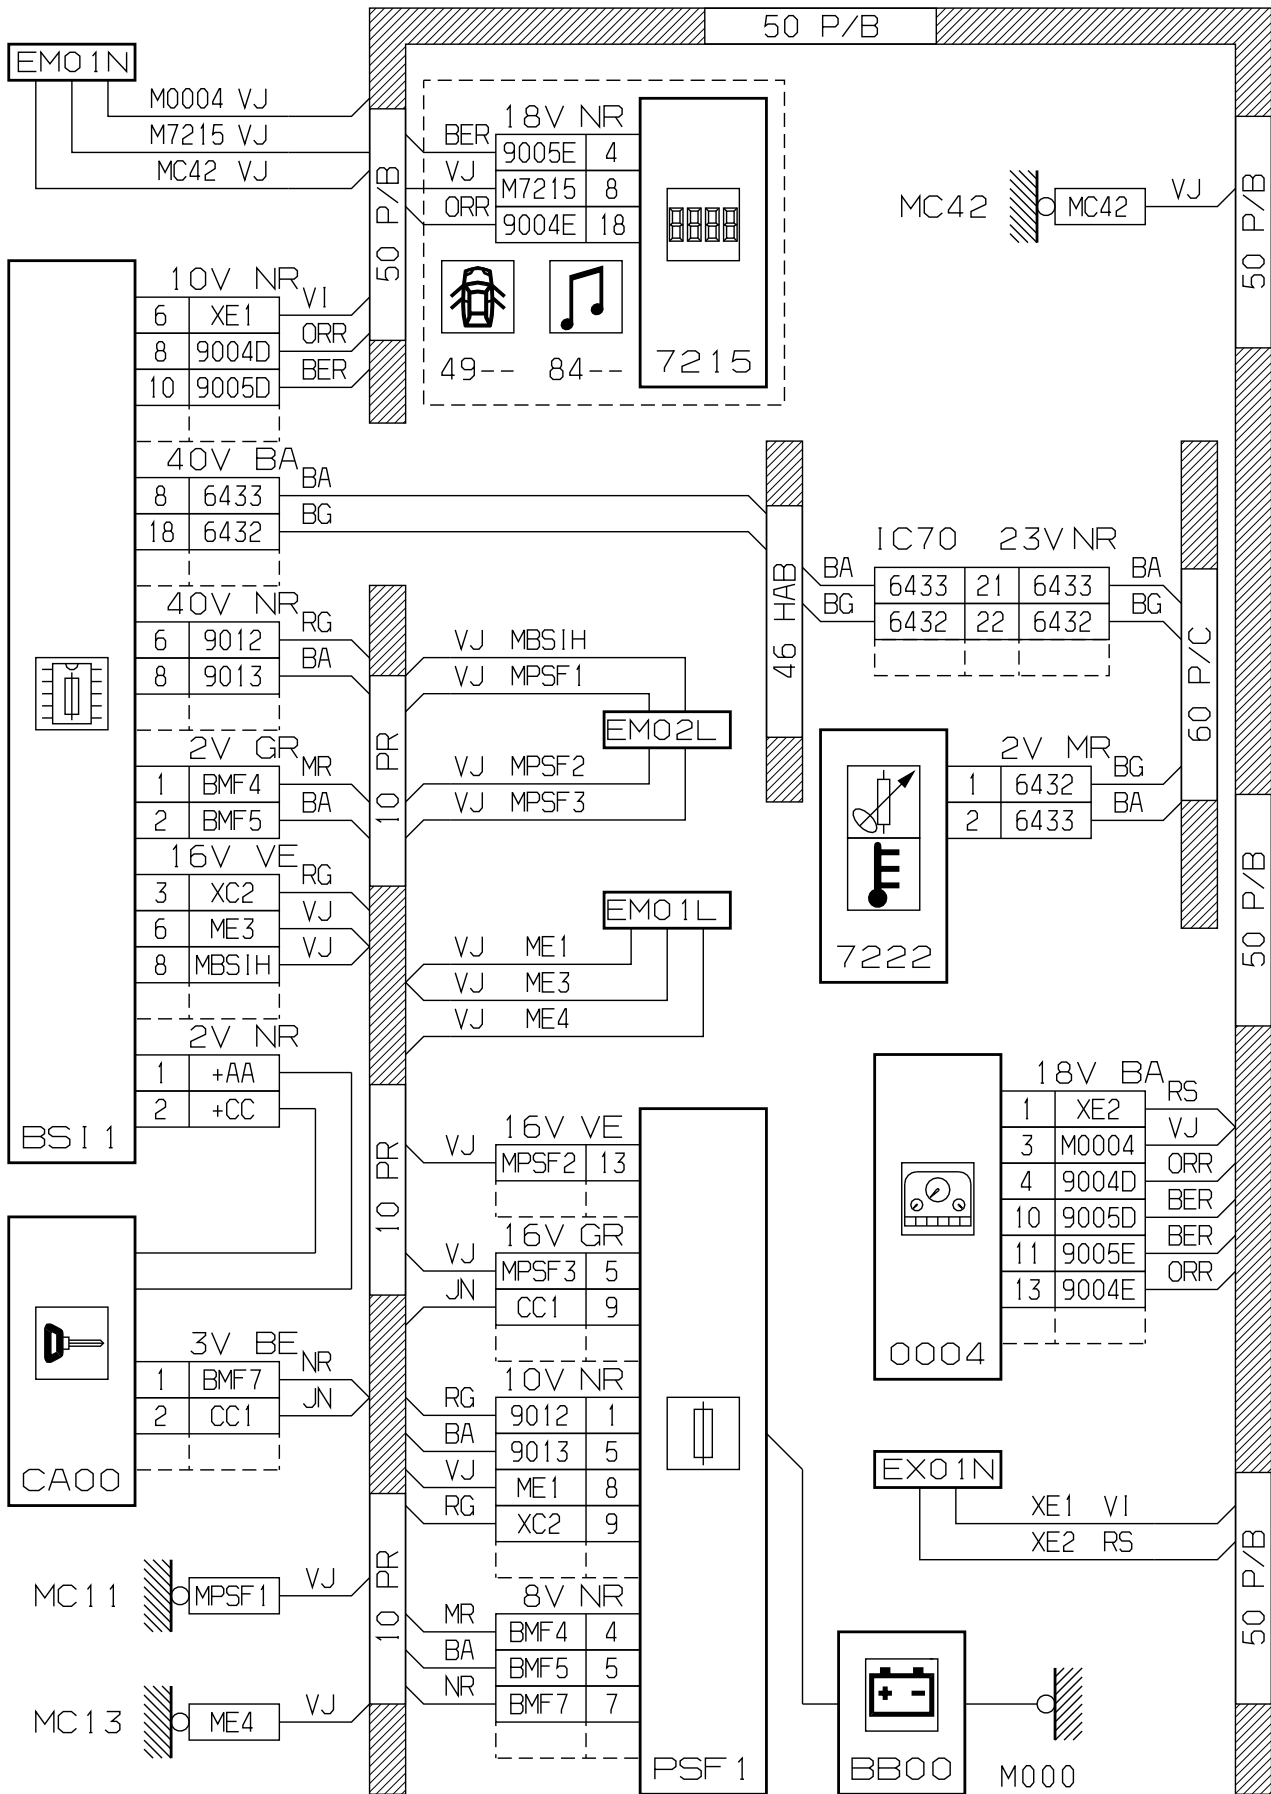 50 P/B
EM01N
M0004 VJ
M7215 VJ
MC42 VJ
50 P/B
18V NR
BER 9005E 4
VJ M7215 8
ORR 9004E 18
49-- 84--
7215
MC42 MC42 VJ
50 P/B
10V NR
6 XE1 VI
8 9004D ORR
10 9005D BER
40V BA
8 6433 BA
18 6432 BG
40V NR
6 9012 RG
8 9013 BA
2V GR
1 BMF4 MR
2 BMF5 BA
16V VE
3 XC2 RG
6 ME3 VJ
8 MBSIH VJ
2V NR
1 +AA
2 +CC
BSI1
46 HAB
IC70 23V NR
BA 6433 21 6433 BA
BG 6432 22 6432 BG
60 P/C
10 PR
VJ MBSIH
VJ MPSF1
EM02L
VJ MPSF2
VJ MPSF3
2V MR
1 6432 BG
2 6433 BA
7222
50 P/B
EM01L
VJ ME1
VJ ME3
VJ ME4
10 PR
16V VE
VJ MPSF2 13
16V GR
VJ MPSF3 5
JN CC1 9
10V NR
RG 9012 1
BA 9013 5
VJ ME1 8
RG XC2 9
8V NR
MR BMF4 4
BA BMF5 5
NR BMF7 7
PSF1
18V BA
1 XE2 RS
3 M0004 VJ
4 9004D ORR
10 9005D BER
11 9005E BER
13 9004E ORR
0004
3V BE
1 BMF7 NR
2 CC1 JN
CA00
EX01N
XE1 VI
XE2 RS
50 P/B
10 PR
MC11 MPSF1 VJ
MC13 ME4 VJ
BB00
M000